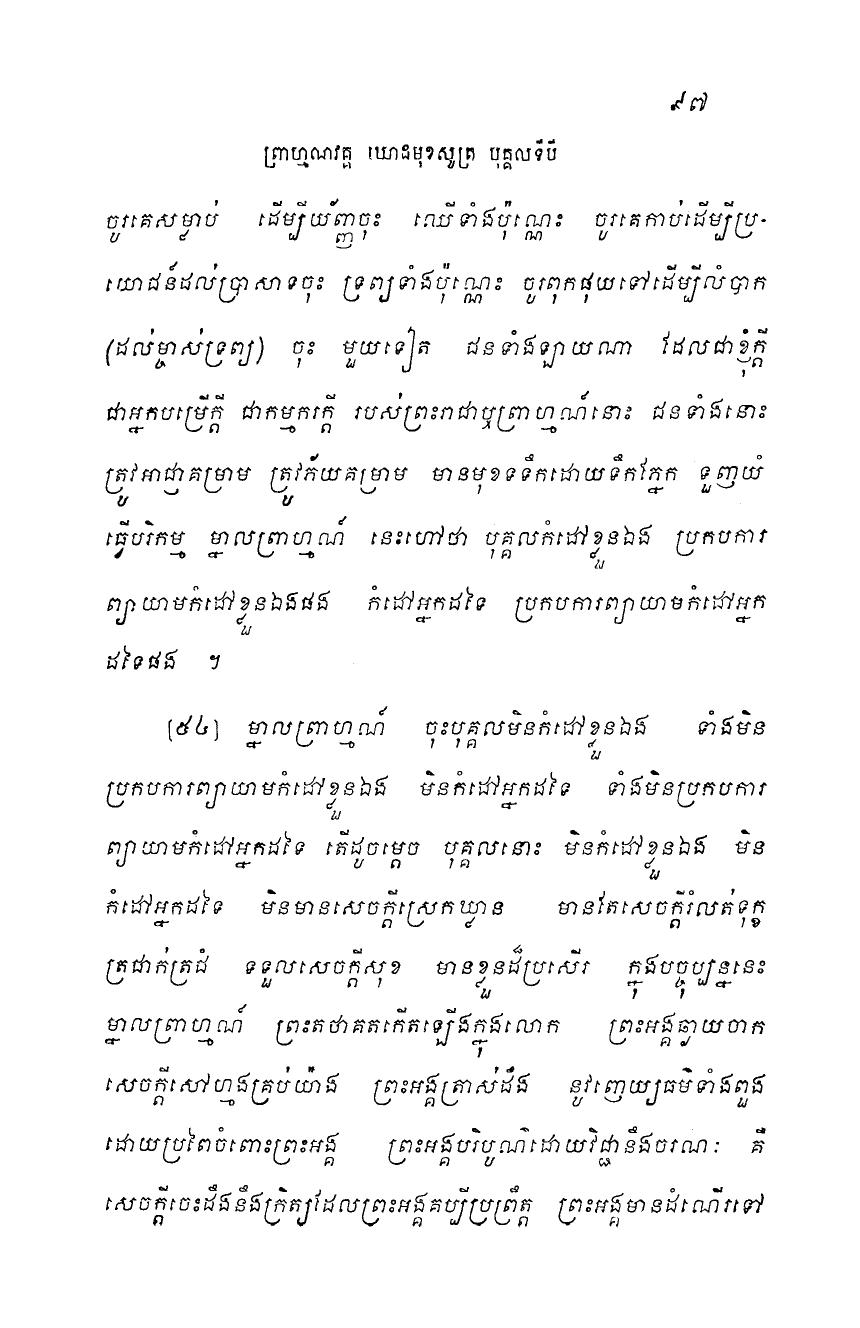 ៩៧
ព្រាហ្មណវគ្គ ឃោដមុខសូត្រ បុគ្គលទីបី
ចូរគេសម្លាប់ ដើម្បីយ័ញ្ញចុះ ឈើទាំងប៉ុណ្ណេះ ចូរគេកាប់ដើម្បីប្រ-
យោជន៍ដល់ប្រាសាទចុះ ទ្រព្យទាំងប៉ុណ្ណេះ ចូរពុកផុយទៅដើម្បីលំបាក
(ដល់ម្ចាស់ទ្រព្យ) ចុះ មួយទៀត ជនទាំងឡាយណា ដែលជាខ្ញុំក្តី
ជាអ្នកបម្រើក្តី ជាកម្មករក្តី របស់ព្រះរាជាឬព្រាហ្មណ៍នោះ ជនទាំងនោះ
ត្រូវអាជ្ញាគម្រាម ត្រូវភ័យគម្រាម មានមុខទទឹកដោយទឹកភ្នែក ទួញយំ
ធ្វើបរិកម្ម ម្នាលព្រាហ្មណ៍ នេះហៅថា បុគ្គលកំដៅខ្លួនឯង ប្រកបការ
ព្យាយាមកំដៅខ្លួនឯងផង កំដៅអ្នកដទៃ ប្រកបការព្យាយាមកំដៅអ្នក
ដទៃផង ។
[៥៤] ម្នាលព្រាហ្មណ៍ ចុះបុគ្គលមិនកំដៅខ្លួនឯង ទាំងមិន
ប្រកបការព្យាយាមកំដៅខ្លួនឯង មិនកំដៅអ្នកដទៃ ទាំងមិនប្រកបការ
ព្យាយាមកំដៅអ្នកដទៃ តើដូចម្តេច បុគ្គលនោះ មិនកំដៅខ្លួនឯង មិន
កំដៅអ្នកដទៃ មិនមានសេចក្តីស្រេកឃ្លាន មានតែសេចក្តីរំលត់ទុក្ខ
ត្រជាក់ត្រជំ ទទួលសេចក្តីសុខ មានខ្លួនដ៏ប្រសើរ ក្នុងបច្ចុប្បន្ននេះ
ម្នាលព្រាហ្មណ៍ ព្រះតថាគតកើតឡើងក្នុងលោក ព្រះអង្គឆ្ងាយចាក
សេចក្តីសៅហ្មងគ្រប់យ៉ាង ព្រះអង្គត្រាស់ដឹង នូវញេយ្យធម៌ទាំងពួង
ដោយប្រពៃចំពោះព្រះអង្គ ព្រះអង្គបរិបូណ៌ដោយវិជ្ជានឹងចរណៈ គឺ
សេចក្តីចេះដឹងនឹងក្រិត្យដែលព្រះអង្គគប្បីប្រព្រឹត្ត ព្រះអង្គមានដំណើរទៅ